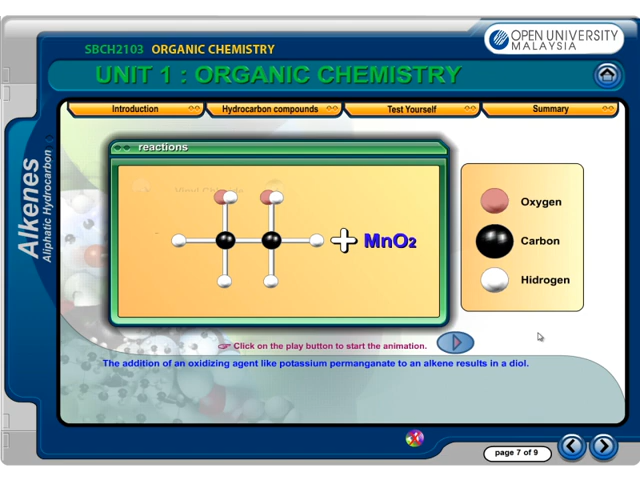 OPEN UNIVERSITY
MALAYSIA
SBCH2103 ORGANIC CHEMISTRY
UNIT 1 : ORGANIC CHEMISTRY
Introduction
Hydrocarbon compounds
Test Yourself
Summary
Alkenes
Aliphatic Hydrocarbon
reactions
MnO2
Oxygen
Carbon
Hidrogen
Click on the play button to start the animation.
The addition of an oxidizing agent like potassium permanganate to an alkene results in a diol.
page 7 of 9